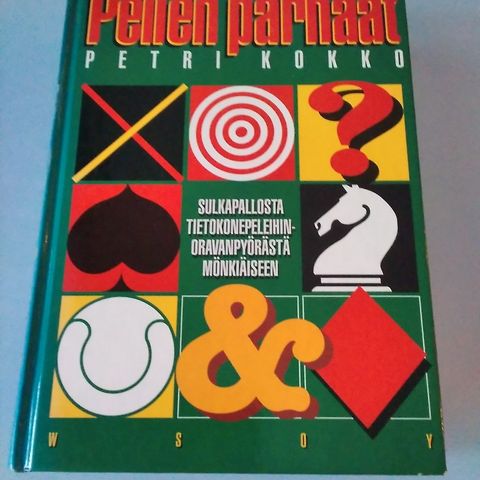 Pelien parhaat
PETRI KOKKO
?
SULKAPALLOSTA
TIETOKONEPELEIHIN-
ORAVANPYÖRÄSTÄ
MÖNKIÄISEEN
&
WSOY